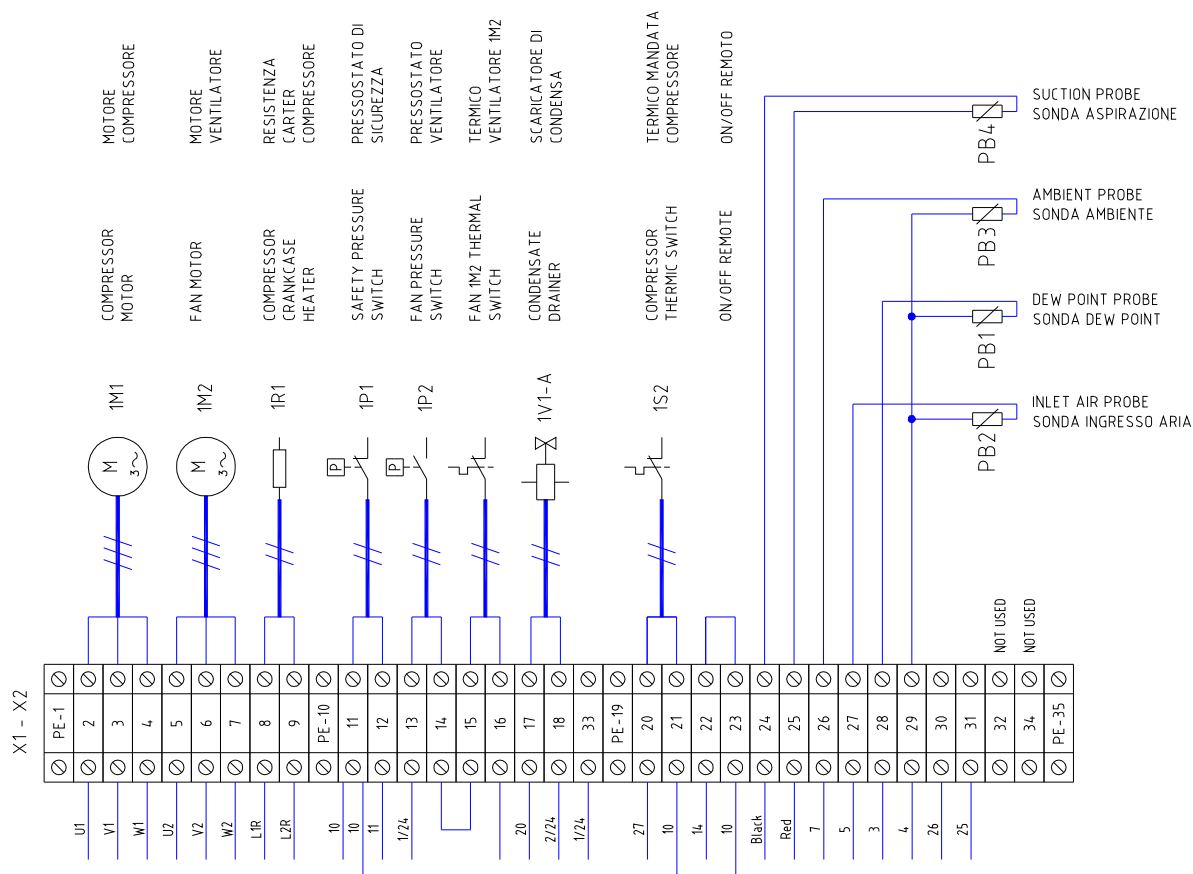 MOTORE
COMPRESSORE
MOTORE
VENTILATORE
RESISTENZA
CARTER
COMPRESSORE
PRESSOSTATO DI
SICUREZZA
PRESSOSTATO
VENTILATORE
TERMICO
VENTILATORE 1M2
SCARICATORE DI
CONDENSA
TERMICO MANDATA
COMPRESSORE
ON/OFF REMOTO
COMPRESSOR
MOTOR
FAN MOTOR
COMPRESSOR
CRANKCASE
HEATER
SAFETY PRESSURE
SWITCH
FAN PRESSURE
SWITCH
FAN 1M2 THERMAL
SWITCH
CONDENSATE
DRAINER
COMPRESSOR
THERMIC SWITCH
ON/OFF REMOTE
SUCTION PROBE
SONDA ASPIRAZIONE
PB4
AMBIENT PROBE
SONDA AMBIENTE
PB3
DEW POINT PROBE
SONDA DEW POINT
PB1
INLET AIR PROBE
SONDA INGRESSO ARIA
PB2
1M1
1M2
1R1
1P1
1P2
1V1-A
1S2
M
3~
M
3~
P
P
NOT USED
NOT USED
X1 - X2
PE-1
2
3
4
5
6
7
8
9
PE-10
11
12
13
14
15
16
17
18
33
PE-19
20
21
22
23
24
25
26
27
28
29
30
31
32
34
PE-35
U1
V1
W1
U2
V2
W2
L1R
L2R
10
10
11
1/24
20
2/24
1/24
27
10
14
10
Black
Red
7
5
3
4
26
25